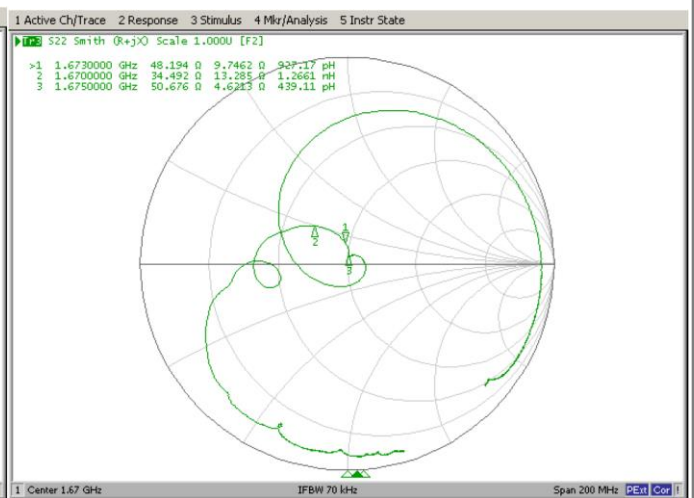 1 Active Ch/Trace 2 Response 3 Stimulus 4 Mkr/Analysis 5 Instr State
Tr3 S22 Smith (R+jX) Scale 1.000U [F2]
>1 1.6730000 GHz 48.194 Ω 9.7462 Ω 927.17 pH
2 1.6700000 GHz 34.492 Ω 13.285 Ω 1.2661 nH
3 1.6750000 GHz 50.676 Ω 4.6213 Ω 439.11 pH
1
2
3
1 Center 1.67 GHz IFBW 70 kHz Span 200 MHz PExt Cor !